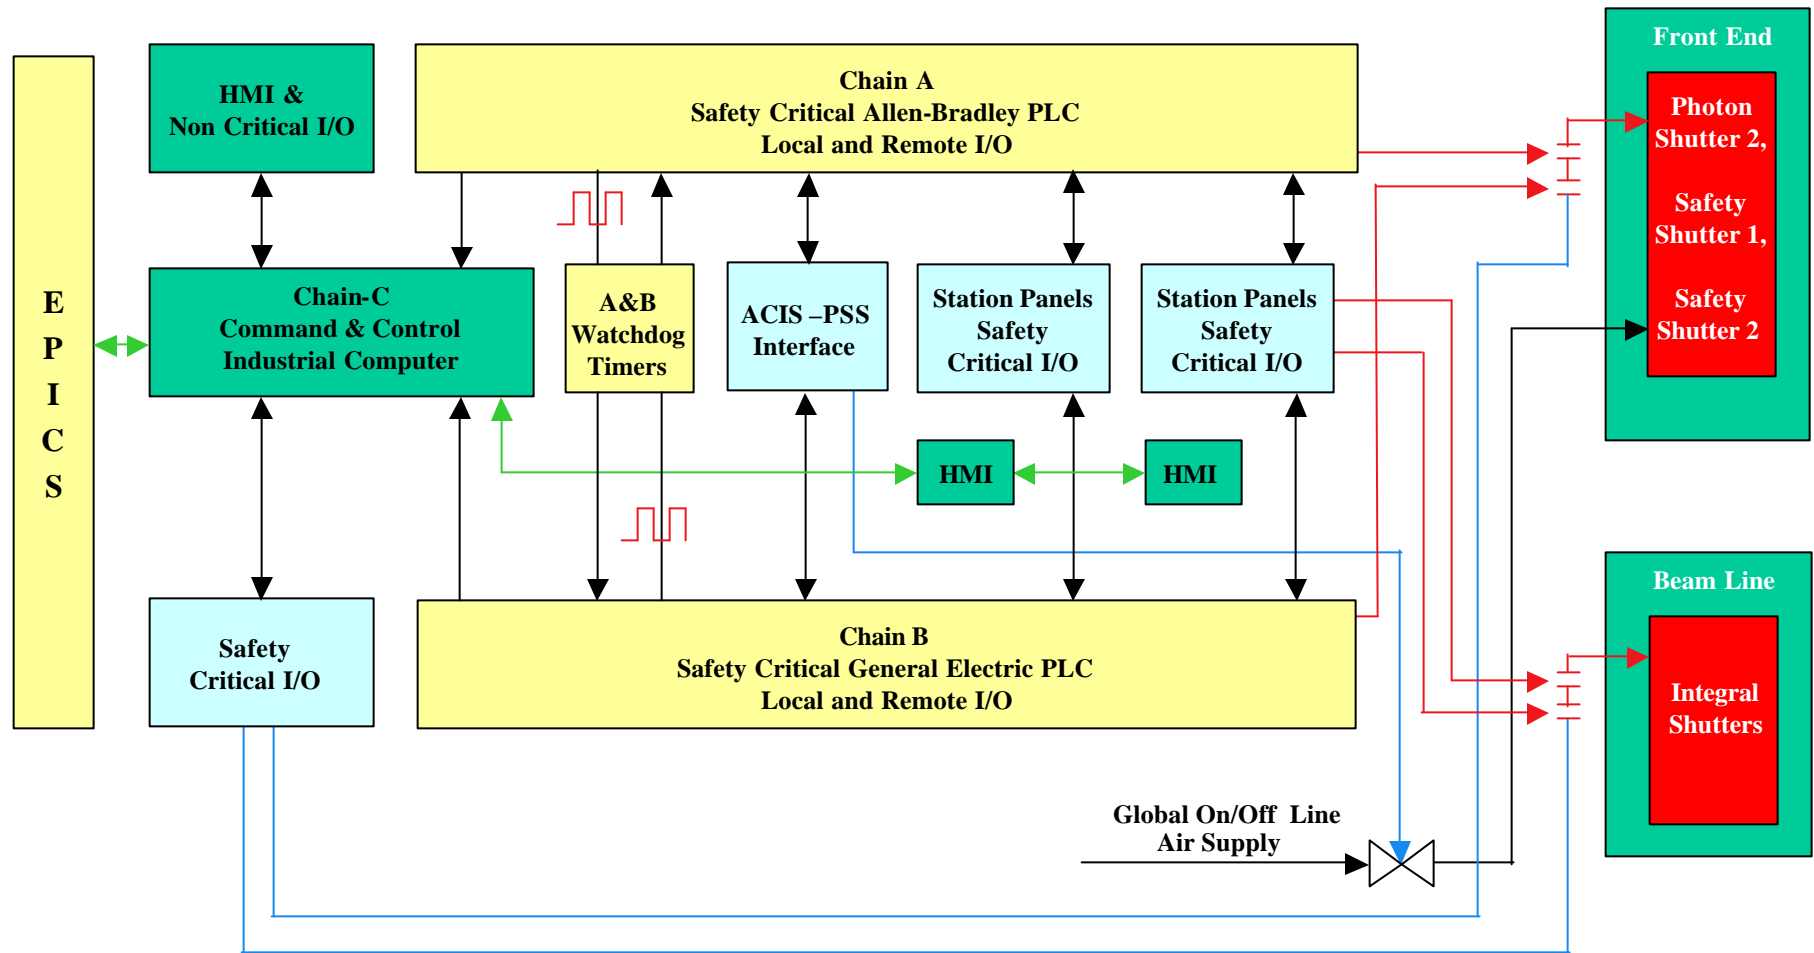 E
P
I
C
S
HMI &
Non Critical I/O
Chain A
Safety Critical Allen-Bradley PLC
Local and Remote I/O
Front End
Photon
Shutter 2,
Safety
Shutter 1,
Safety
Shutter 2
Chain-C
Command & Control
Industrial Computer
A&B
Watchdog
Timers
ACIS –PSS
Interface
Station Panels
Safety
Critical I/O
Station Panels
Safety
Critical I/O
HMI
HMI
Safety
Critical I/O
Chain B
Safety Critical General Electric PLC
Local and Remote I/O
Beam Line
Integral
Shutters
Global On/Off Line
Air Supply